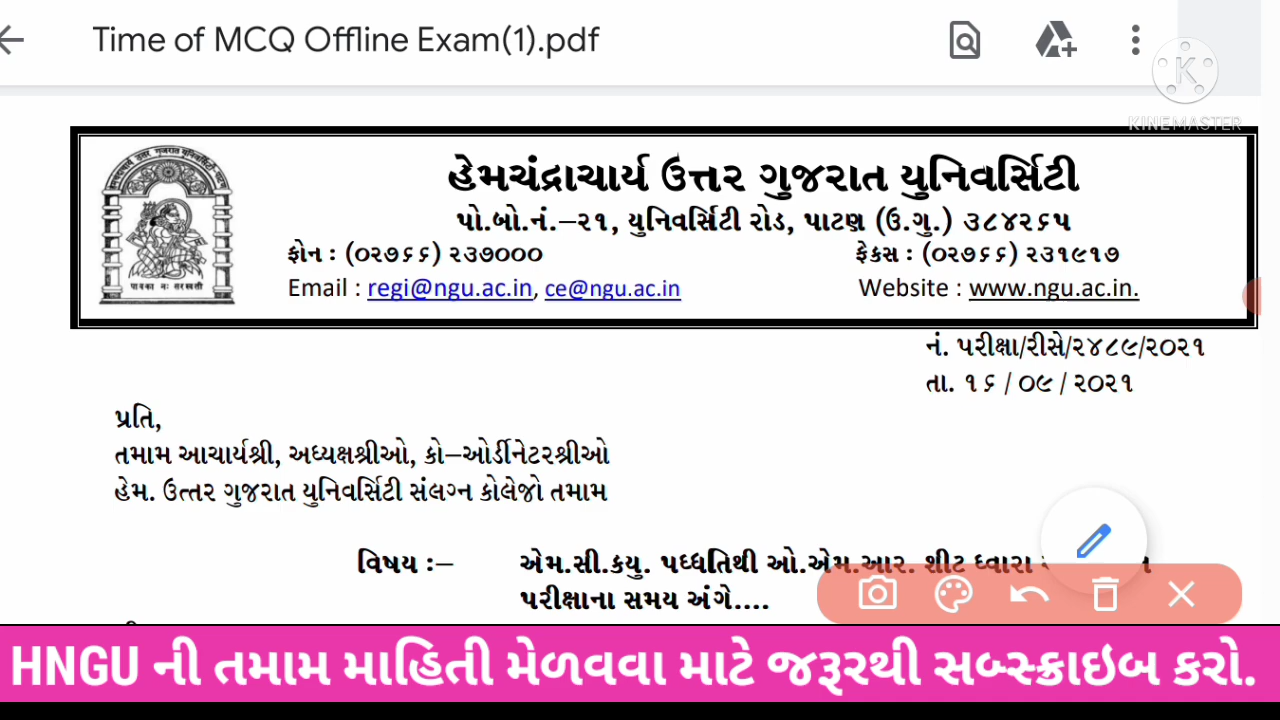 Time of MCQ Offline Exam(1).pdf
KINEMASTER
હેમચંદ્રાચાર્ય ઉત્તર ગુજરાત યુનિવર્સિટી
પો.બો.નં.–૨૧, યુનિવર્સિટી રોડ, પાટણ (ઉ.ગુ.) ૩૮૪૨૬૫
ફોન : (૦૨૭૬૬) ૨૩૭૦૦૦ ફેકસ : (૦૨૭૬૬) ૨૩૧૯૧૭
Email : regi@ngu.ac.in, ce@ngu.ac.in Website : www.ngu.ac.in.
નં. પરીક્ષા/રીસે/૨૪૮૯/૨૦૨૧
તા. ૧૬ / ૦૯ / ૨૦૨૧
પ્રતિ,
તમામ આચાર્યશ્રી, અધ્યક્ષશ્રીઓ, કો–ઓર્ડીનેટરશ્રીઓ
હેમ. ઉત્તર ગુજરાત યુનિવર્સિટી સંલગ્ન કોલેજો તમામ
વિષય :– એમ.સી.કયુ. પધ્ધતિથી ઓ.એમ.આર. શીટ ધ્વારા
પરીક્ષાના સમય અંગે....
HNGU ની તમામ માહિતી મેળવવા માટે જરૂરથી સબ્સ્ક્રાઇબ કરો.